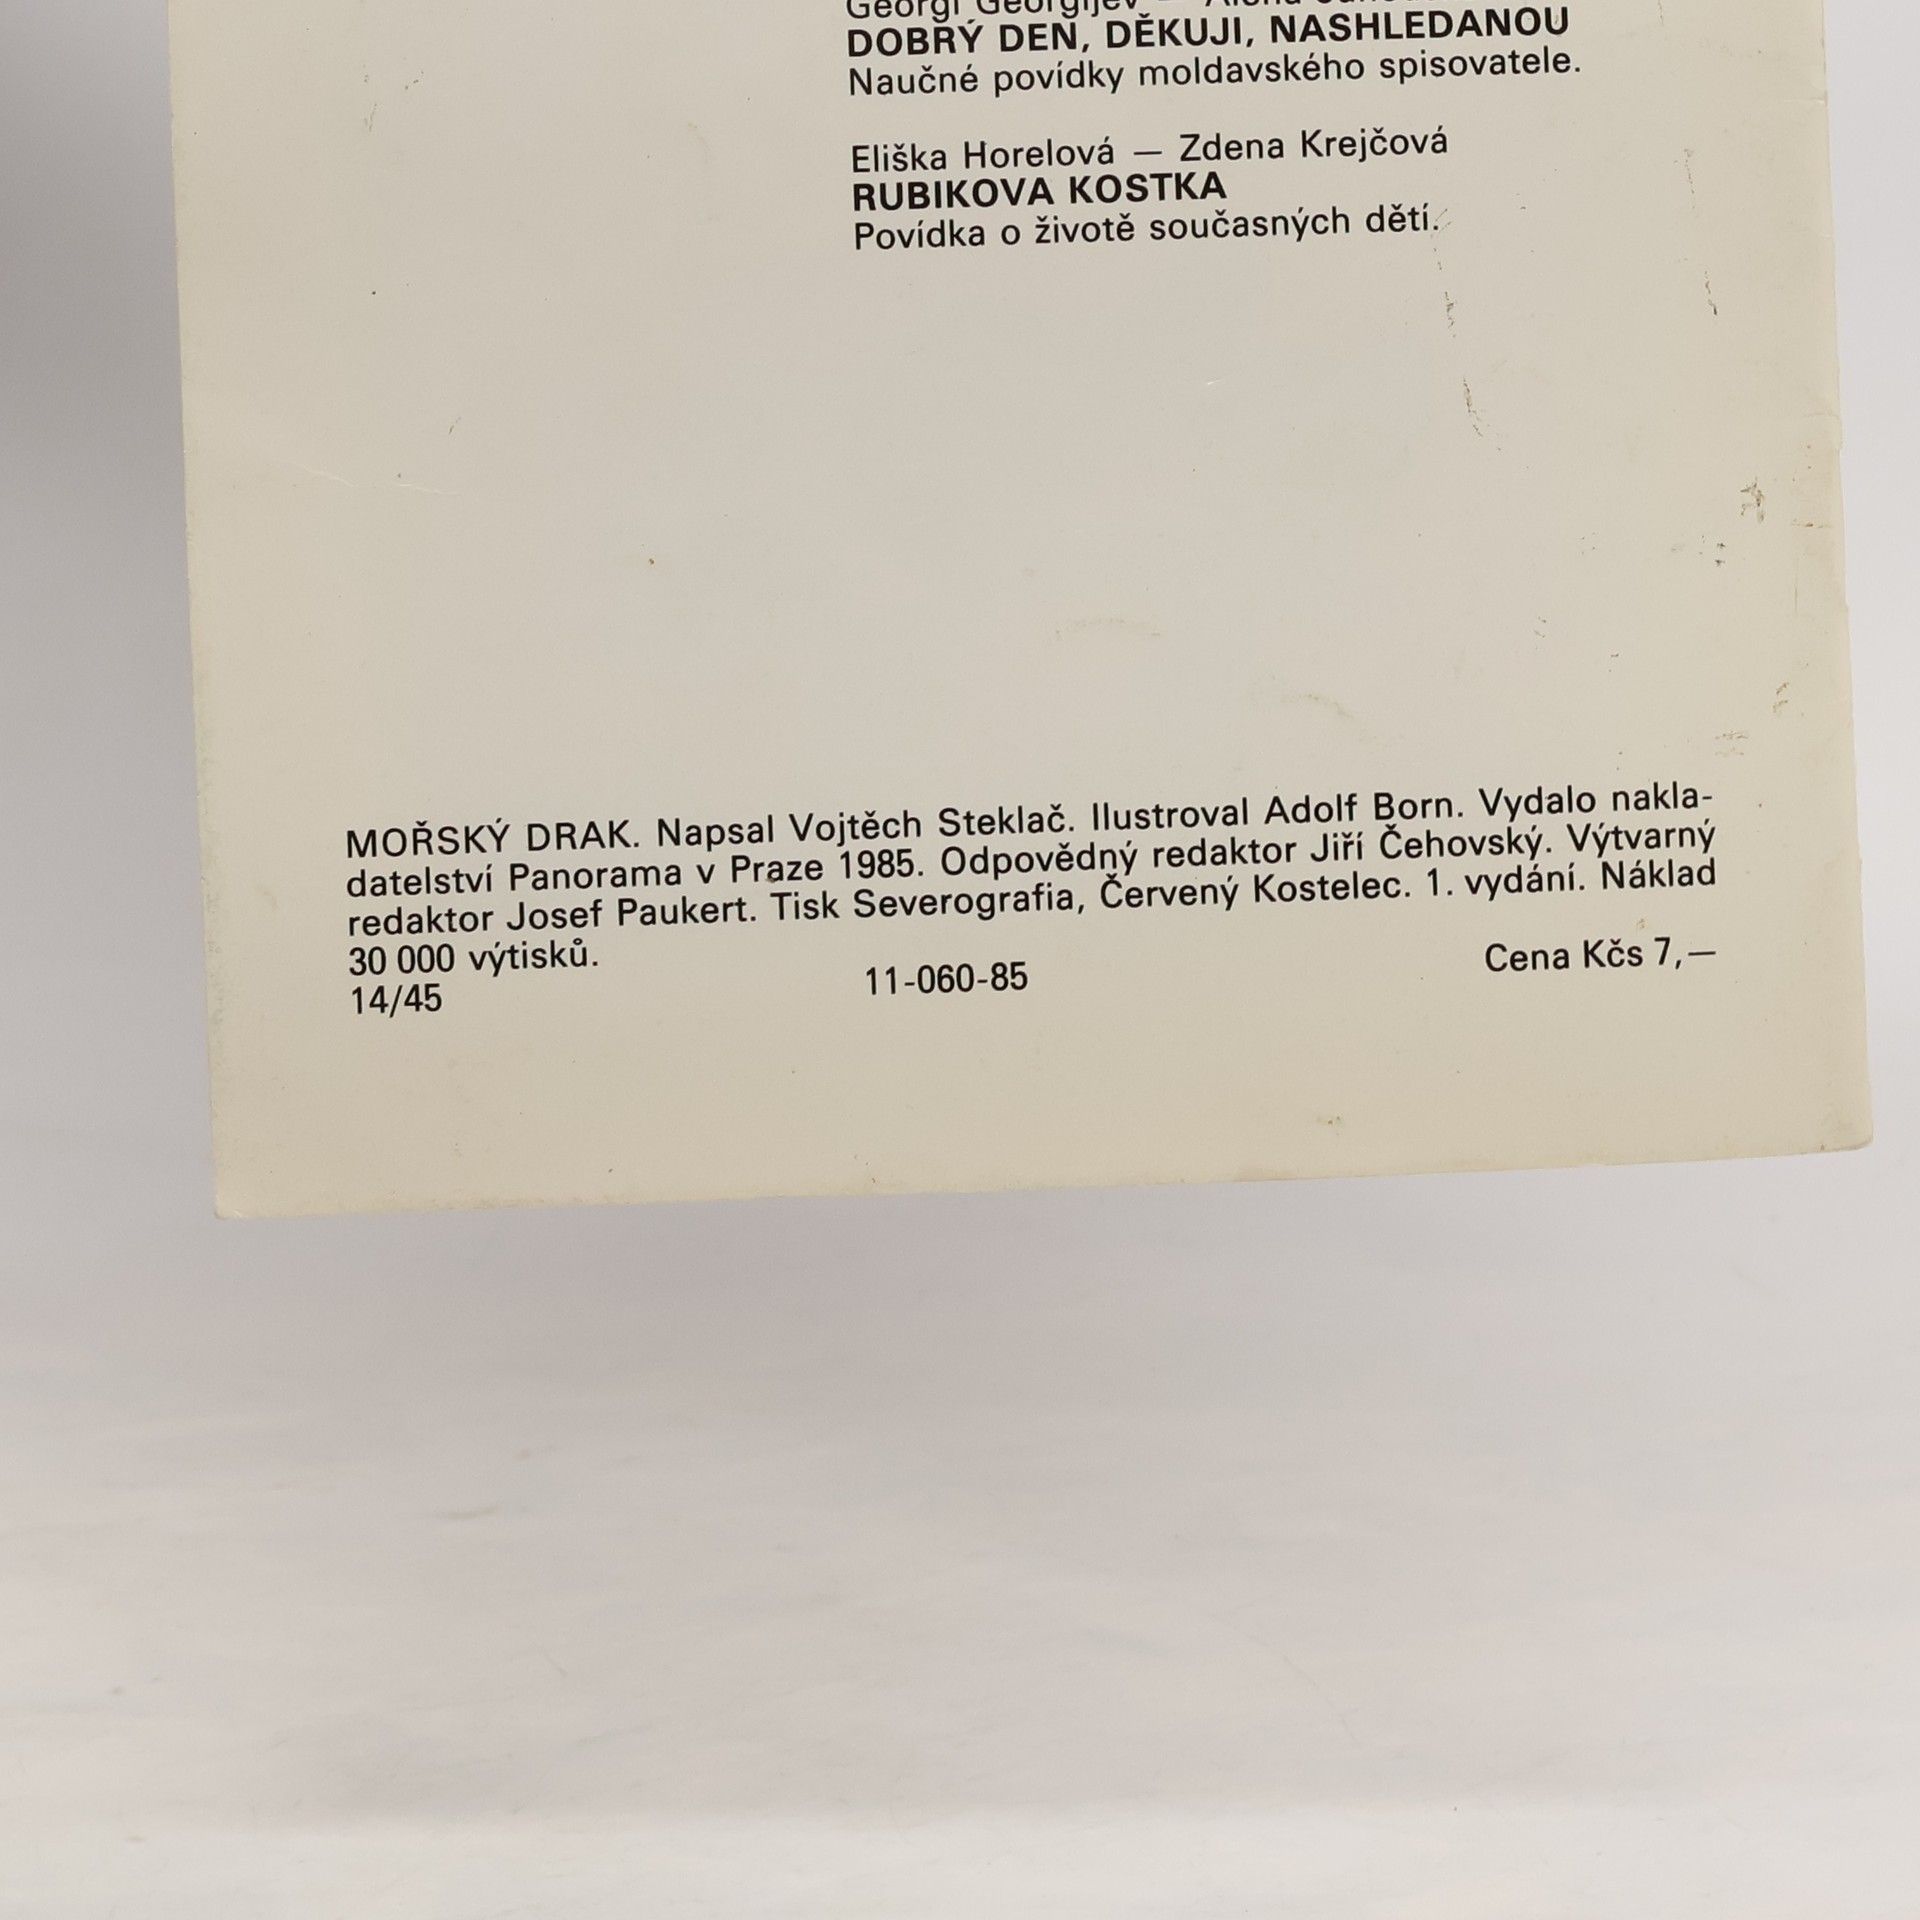 Georgi Georgijev —
DOBRÝ DEN, DĚKUJI, NASHLEDANOU
Naučné povídky moldavského spisovatele.
Eliška Horelová — Zdena Krejčová
RUBIKOVA KOSTKA
Povídka o životě současných dětí.
MOŘSKÝ DRAK. Napsal Vojtěch Steklač. Ilustroval Adolf Born. Vydalo nakla-
datelství Panorama v Praze 1985. Odpovědný redaktor Jiří Čehovský. Výtvarný
redaktor Josef Paukert. Tisk Severografia, Červený Kostelec. 1. vydání. Náklad
30 000 výtisků.
14/45 11-060-85 Cena Kčs 7,—